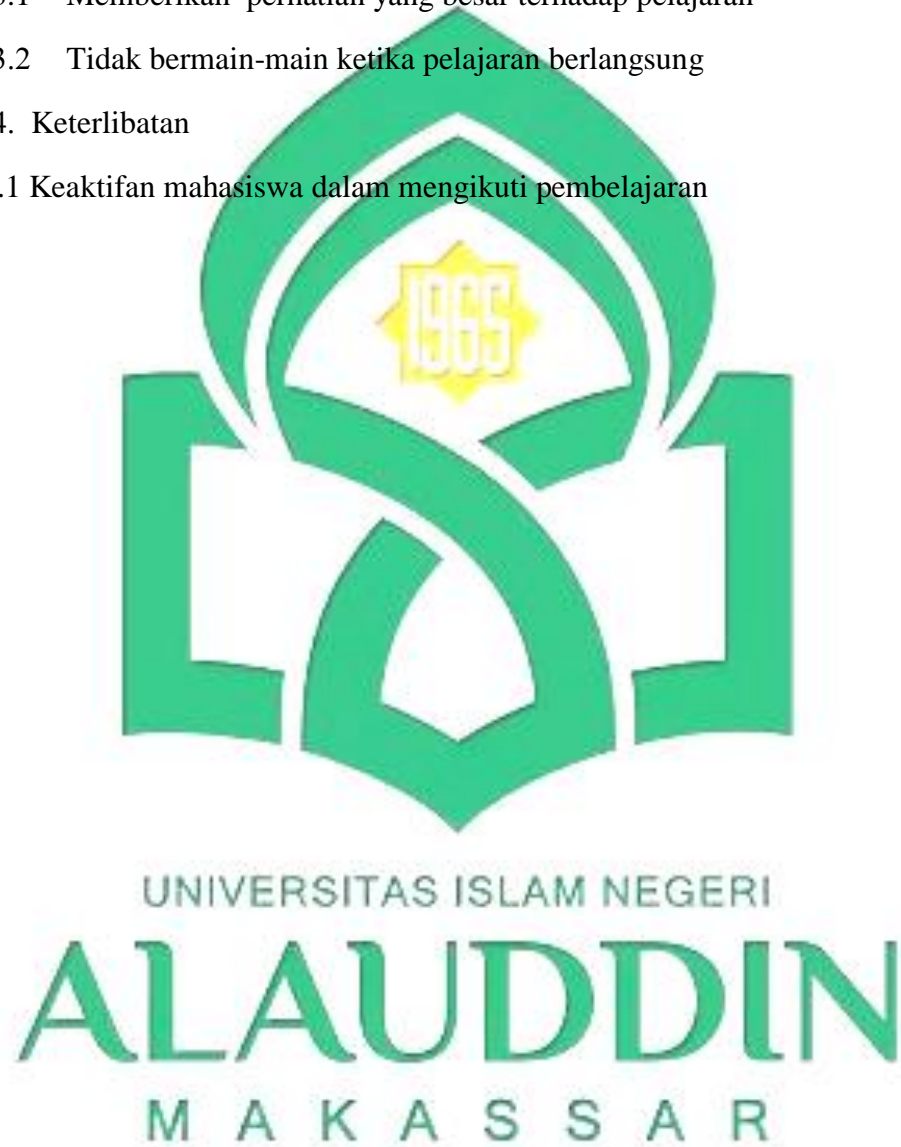 3.1 Memberikan perhatian yang besar terhadap pelajaran
3.2 Tidak bermain-main ketika pelajaran berlangsung
4. Keterlibatan
.1 Keaktifan mahasiswa dalam mengikuti pembelajaran
1965
UNIVERSITAS ISLAM NEGERI
ALAUDDIN
MAKASSAR